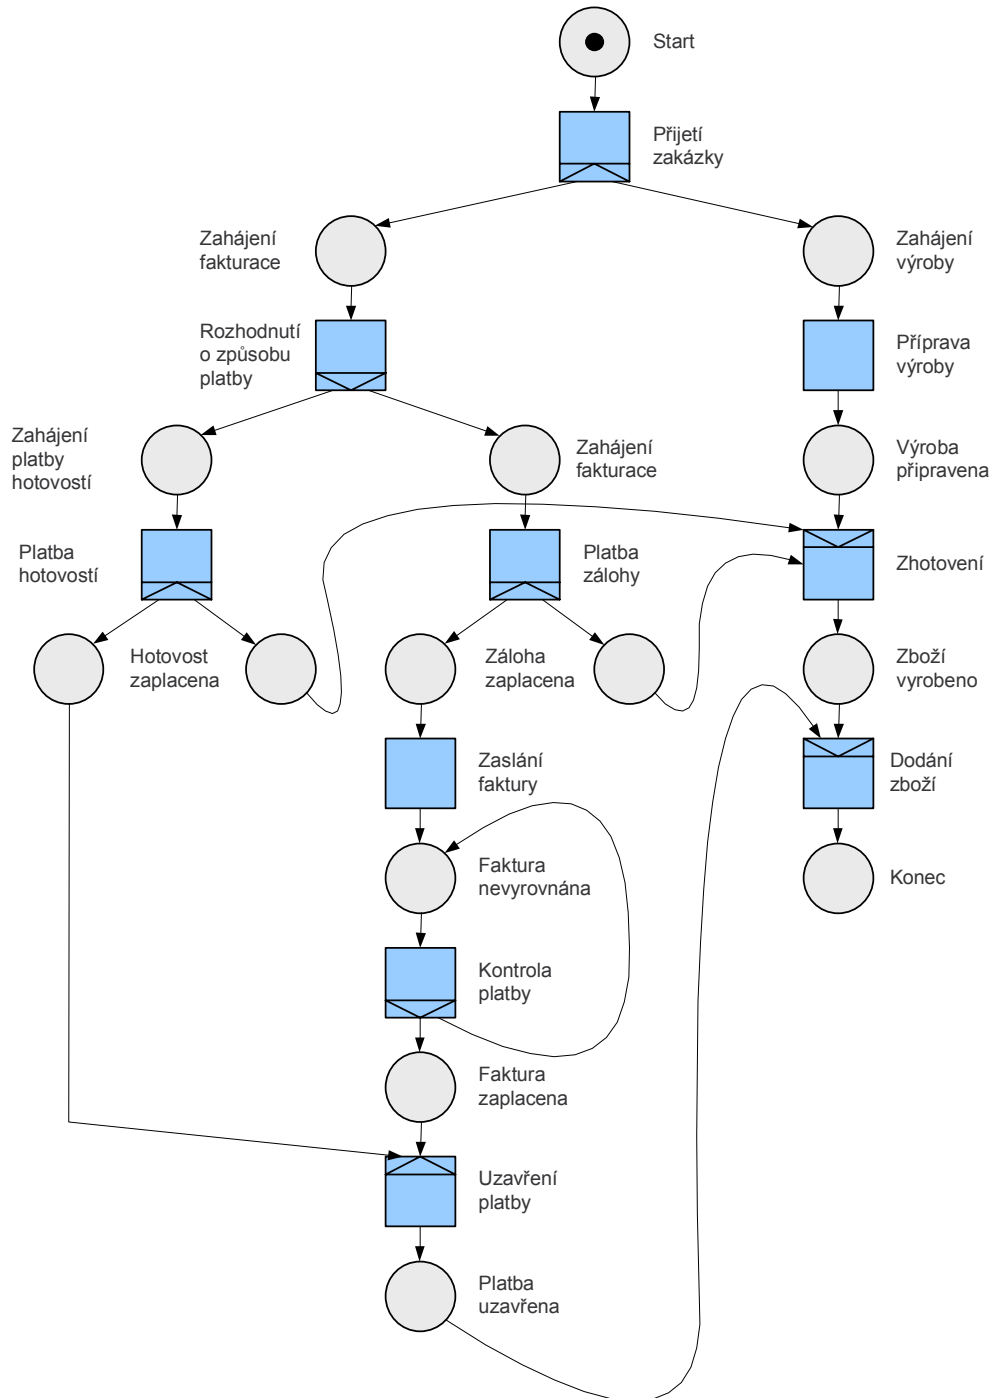 Start
Přijetí
zakázky
Zahájení
fakturace
Zahájení
výroby
Rozhodnutí
o způsobu
platby
Příprava
výroby
Zahájení
platby
hotovostí
Zahájení
fakturace
Výroba
připravena
Platba
hotovostí
Platba
zálohy
Zhotovení
Hotovost
zaplacena
Záloha
zaplacena
Zboží
vyrobeno
Zaslání
faktury
Dodání
zboží
Faktura
nevyrovnána
Konec
Kontrola
platby
Faktura
zaplacena
Uzavření
platby
Platba
uzavřena